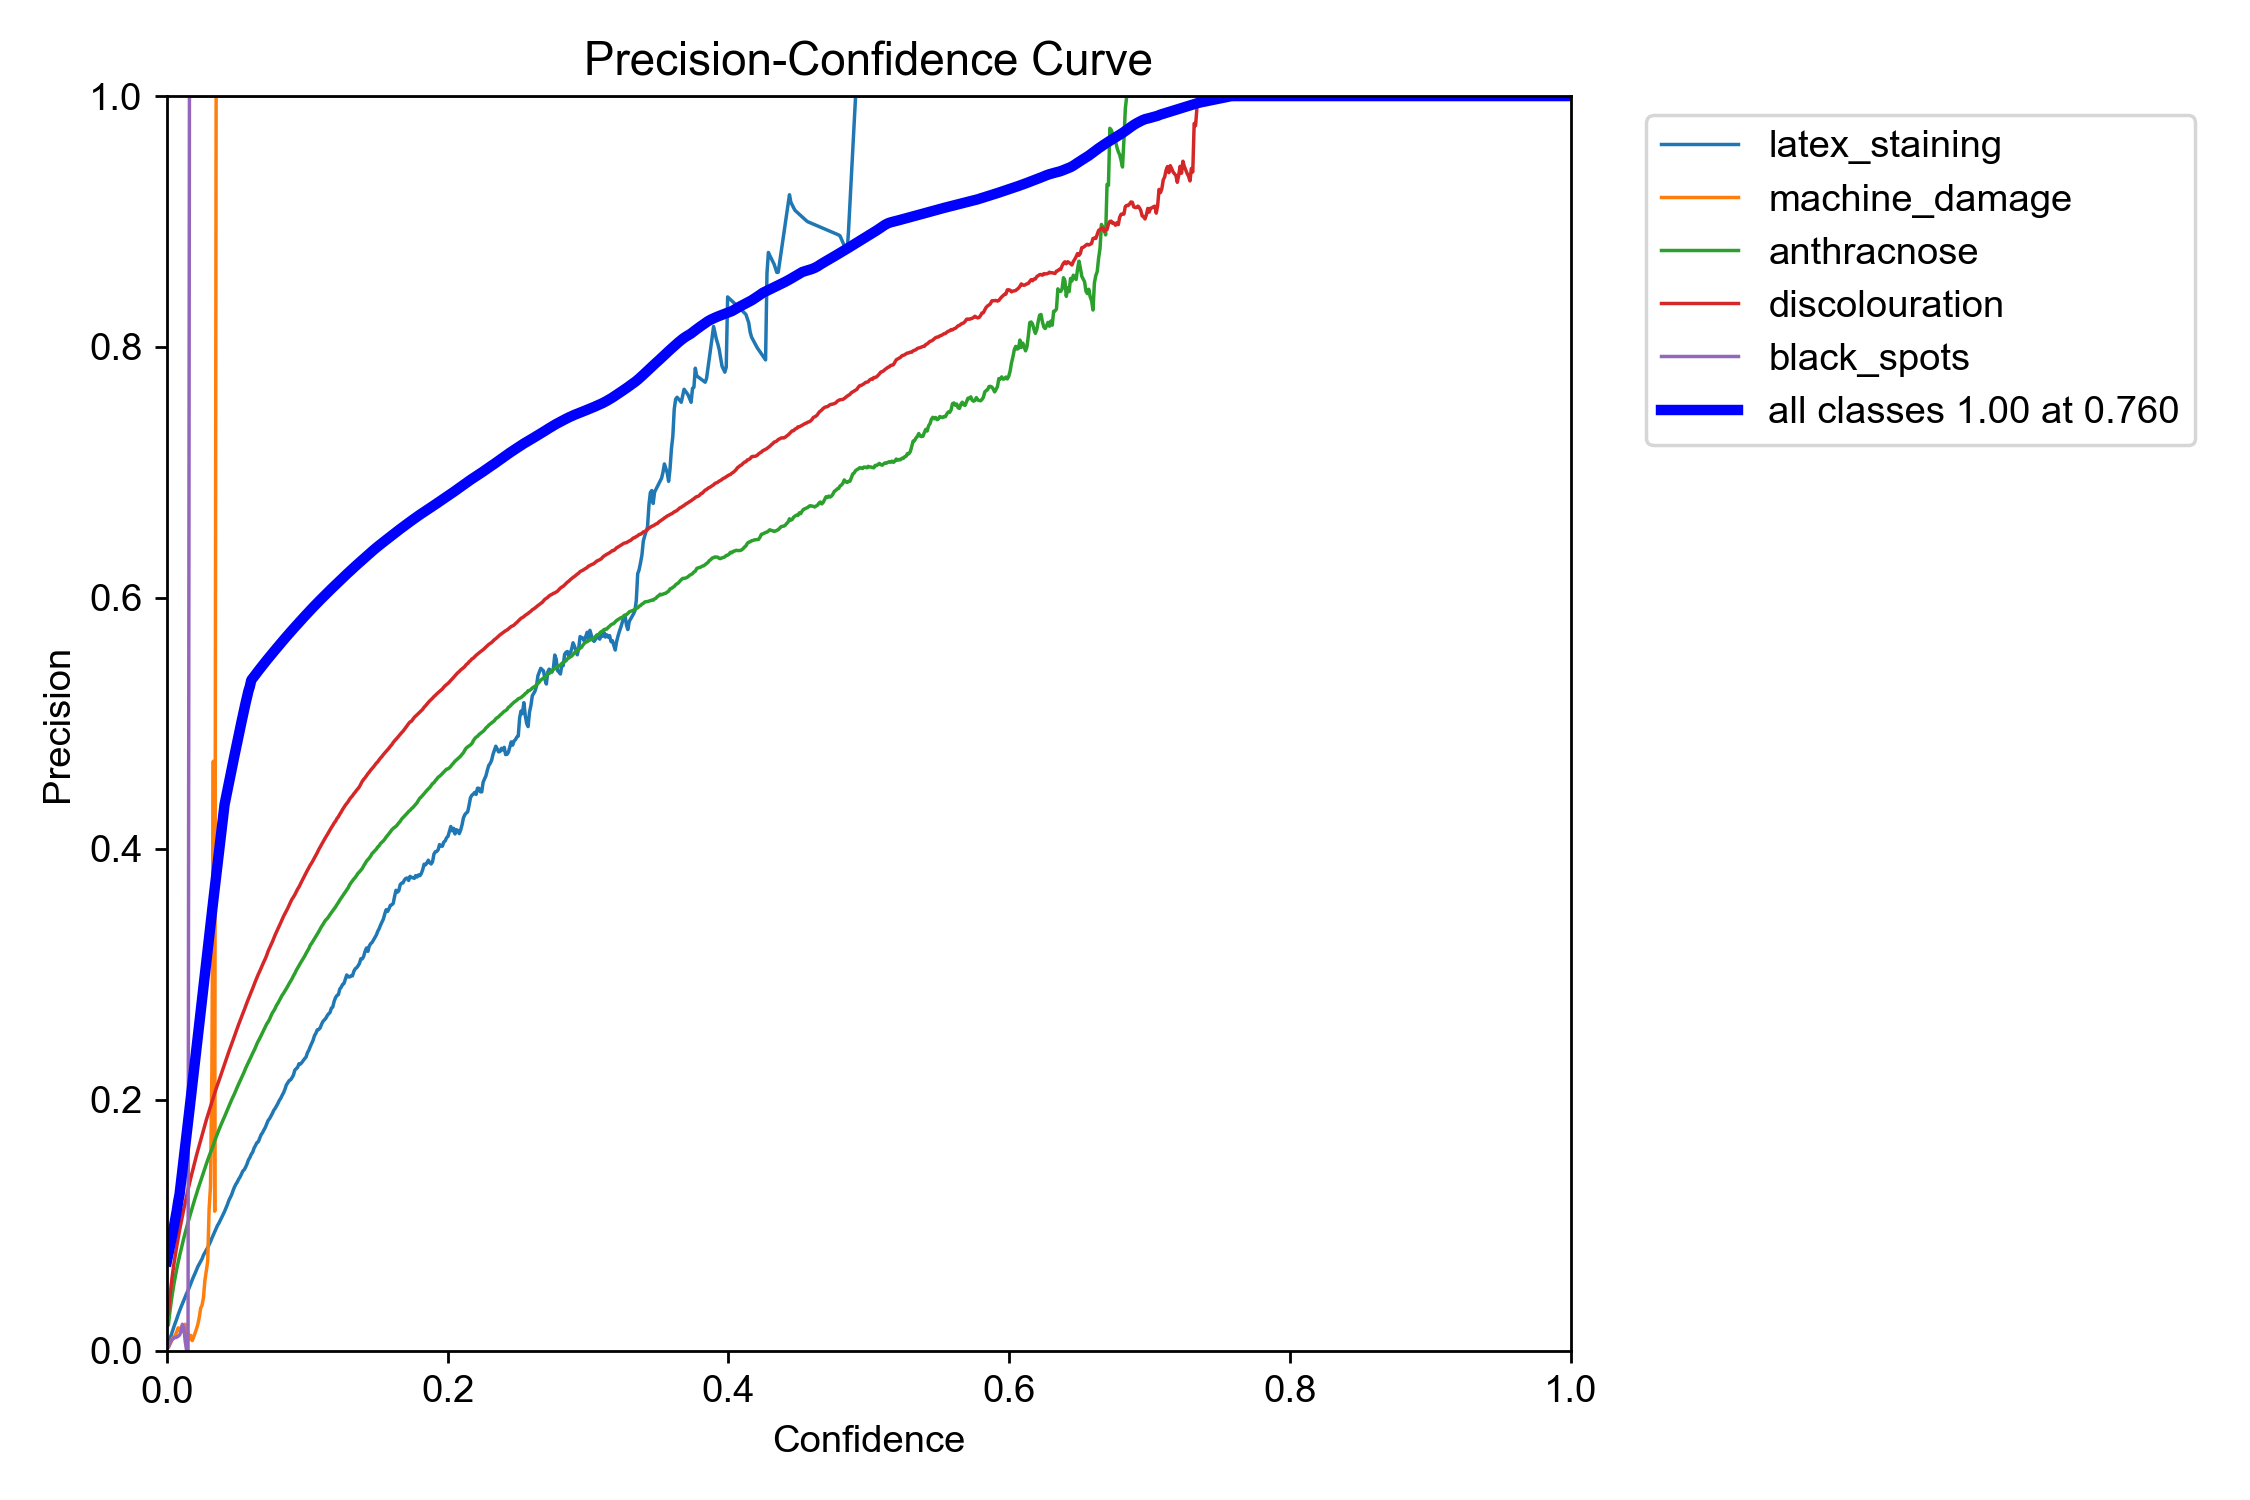 Precision-Confidence Curve
1.0
0.8
0.6
0.4
0.2
0.0
Precision
0.0 0.2 0.4 0.6 0.8 1.0
Confidence
latex_staining
machine_damage
anthracnose
discolouration
black_spots
all classes 1.00 at 0.760